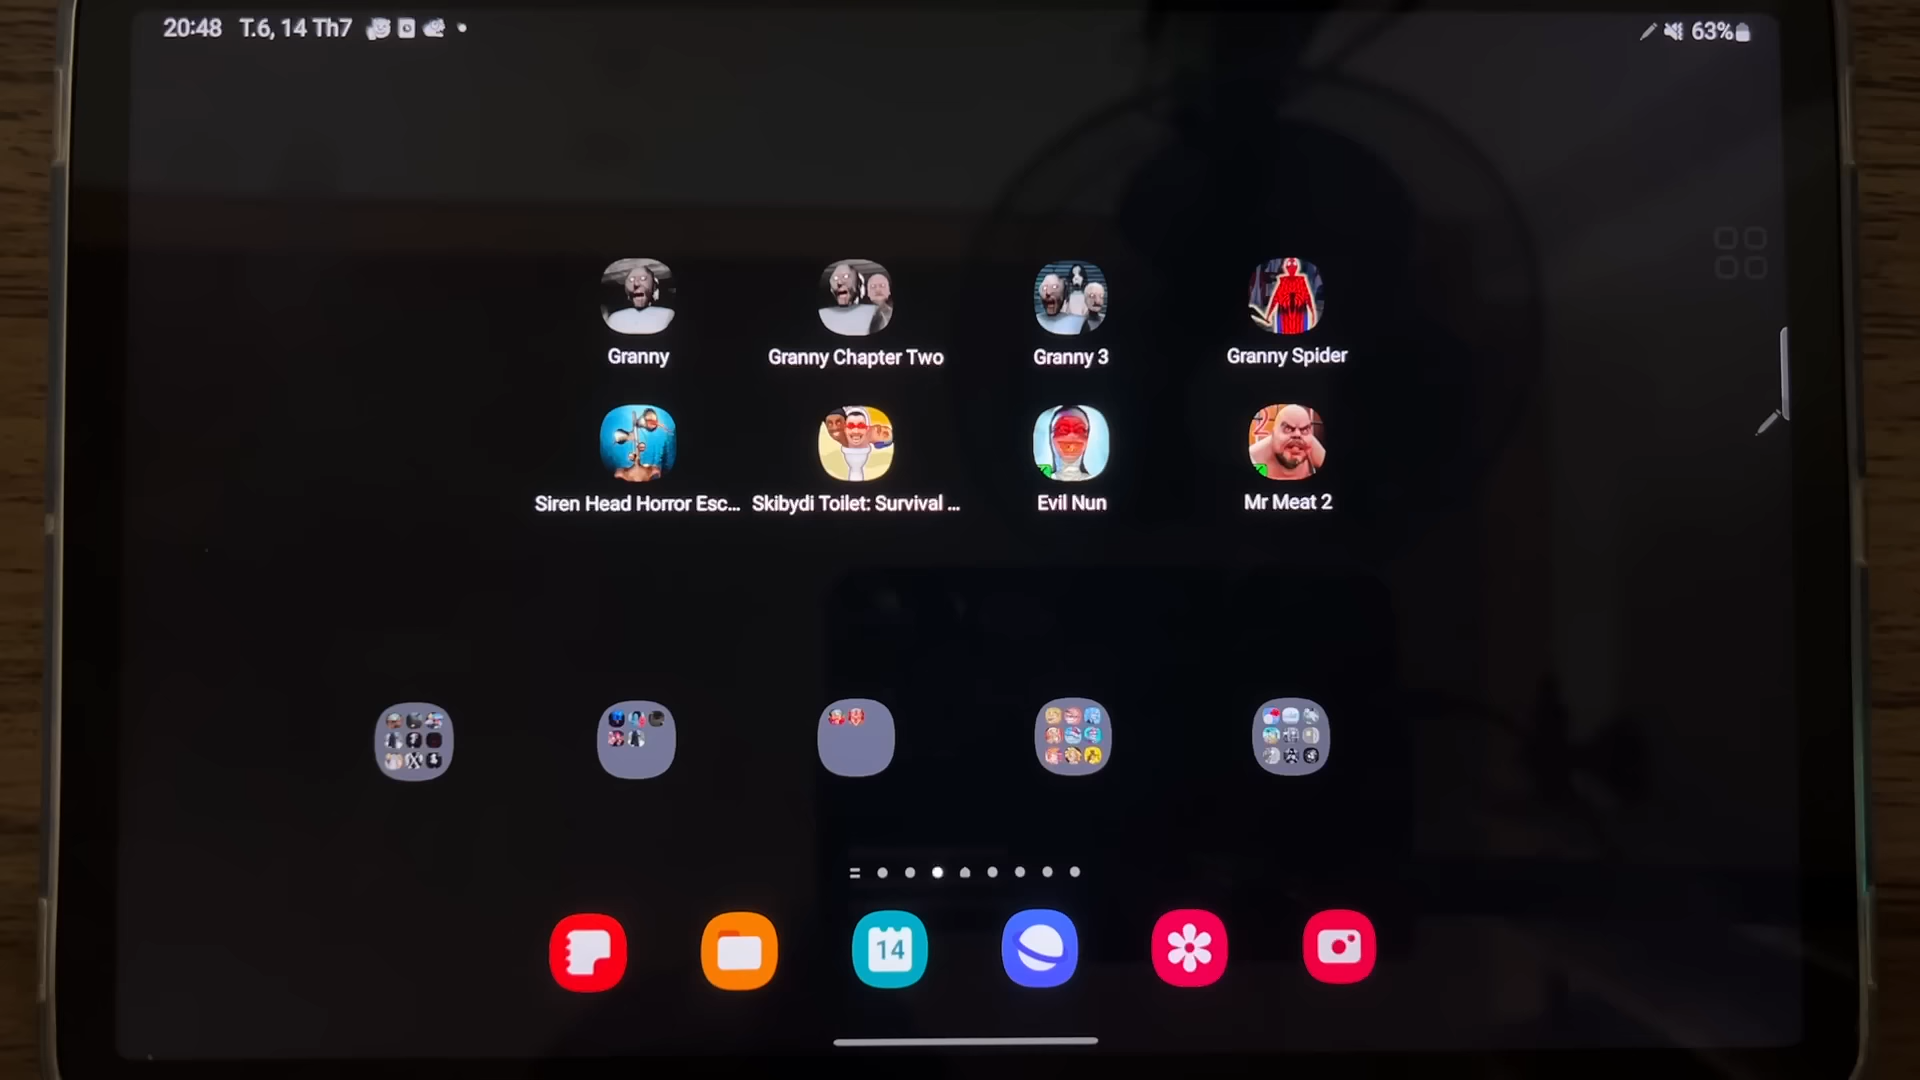 20:48 T.6, 14 Th7
63%
Granny
Granny Chapter Two
Granny 3
Granny Spider
Siren Head Horror Esc...
Skibydi Toilet: Survival ...
Evil Nun
Mr Meat 2
14